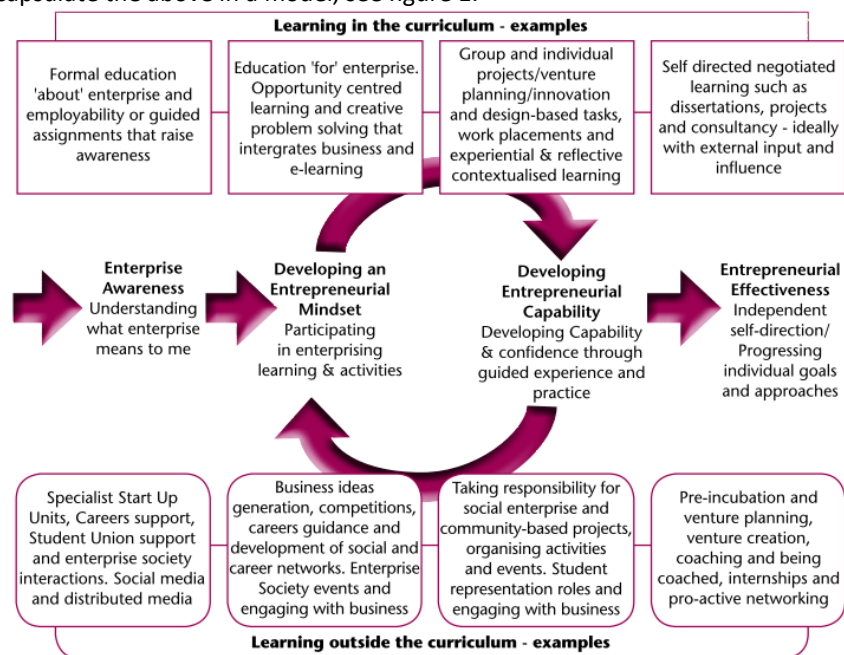 capsulate the above in a model, see figure 2.
Learning in the curriculum - examples
Formal education
'about' enterprise and
employability or guided
assignments that raise
awareness
Education 'for' enterprise.
Opportunity centred
learning and creative
problem solving that
intergrates business and
e-learning
Group and individual
projects/venture
planning/innovation
and design-based tasks,
work placements and
experiential & reflective
contextualised learning
Self directed negotiated
learning such as
dissertations, projects
and consultancy - ideally
with external input and
influence
Enterprise
Awareness
Understanding
what enterprise
means to me
Developing an
Entrepreneurial
Mindset
Participating
in enterprising
learning & activities
Developing
Entrepreneurial
Capability
Developing Capability
& confidence through
guided experience and
practice
Entrepreneurial
Effectiveness
Independent
self-direction/
Progressing
individual goals
and approaches
Specialist Start Up
Units, Careers support,
Student Union support
and enterprise society
interactions. Social media
and distributed media
Business ideas
generation, competitions,
careers guidance and
development of social and
career networks. Enterprise
Society events and
engaging with business
Taking responsibility for
social enterprise and
community-based projects,
organising activities
and events. Student
representation roles and
engaging with business
Pre-incubation and
venture planning,
venture creation,
coaching and being
coached, internships and
pro-active networking
Learning outside the curriculum - examples